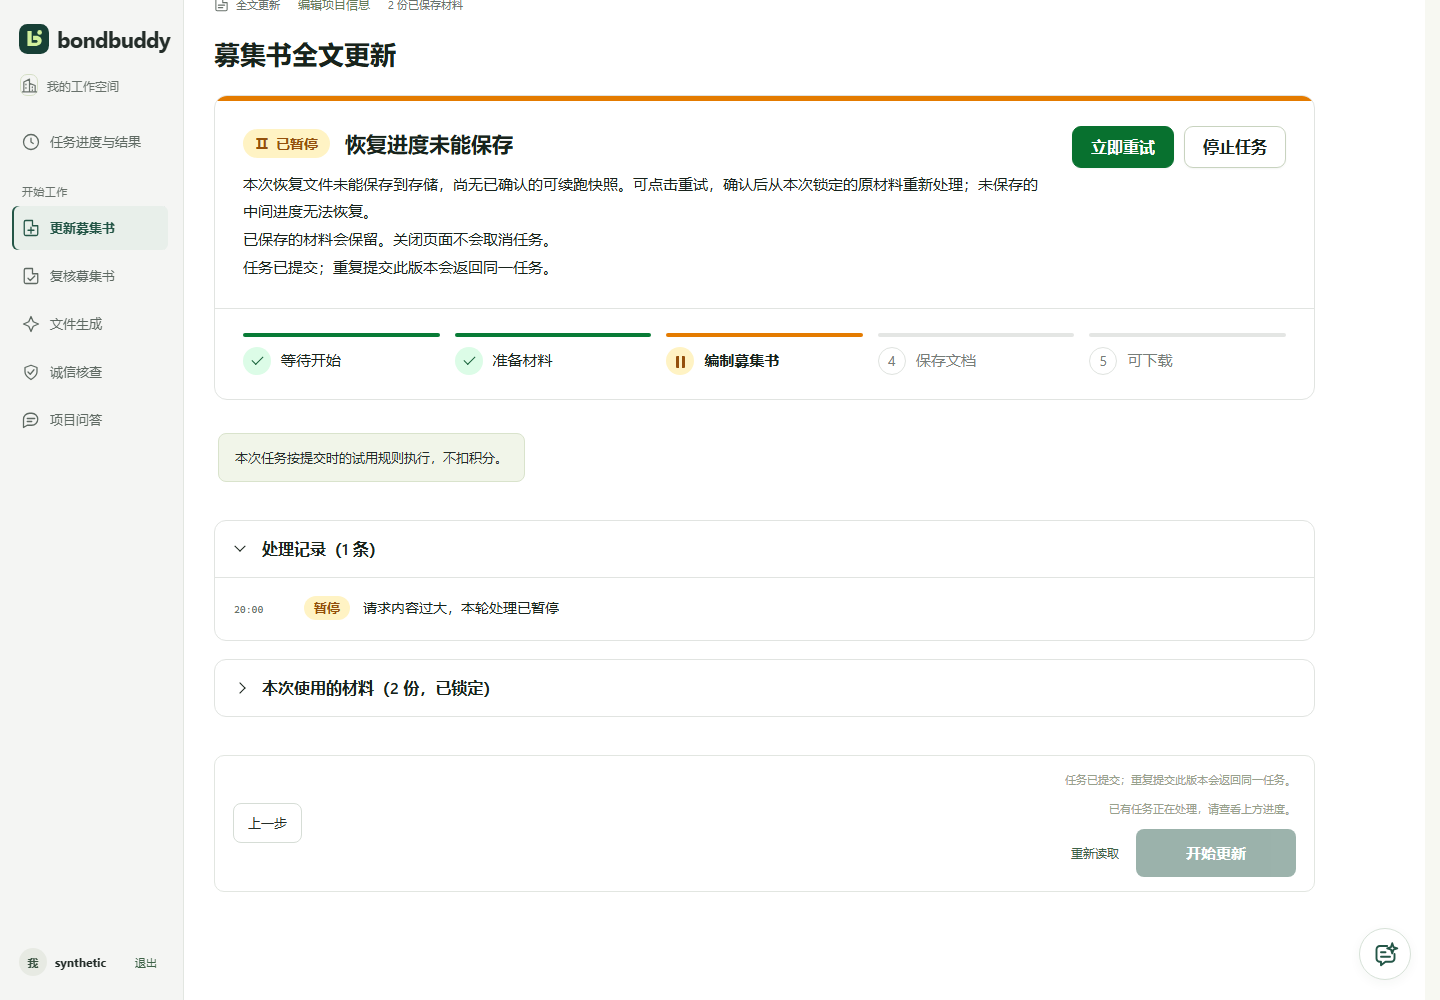 bondbuddy
我的工作空间
任务进度与结果
开始工作
更新募集书
复核募集书
文件生成
诚信核查
项目问答
我 synthetic 退出
全文更新 编辑项目信息 2 份已保存材料
募集书全文更新
已暂停 恢复进度未能保存
立即重试 停止任务
本次恢复文件未能保存到存储，尚无已确认的可续跑快照。可点击重试，确认后从本次锁定的原材料重新处理；未保存的
中间进度无法恢复。
已保存的材料会保留。关闭页面不会取消任务。
任务已提交；重复提交此版本会返回同一任务。
等待开始 准备材料 编制募集书 4 保存文档 5 可下载
本次任务按提交时的试用规则执行，不扣积分。
处理记录（1 条）
20:00 暂停 请求内容过大，本轮处理已暂停
本次使用的材料（2 份，已锁定）
任务已提交；重复提交此版本会返回同一任务。
已有任务正在处理，请查看上方进度。
上一步
重新读取 开始更新